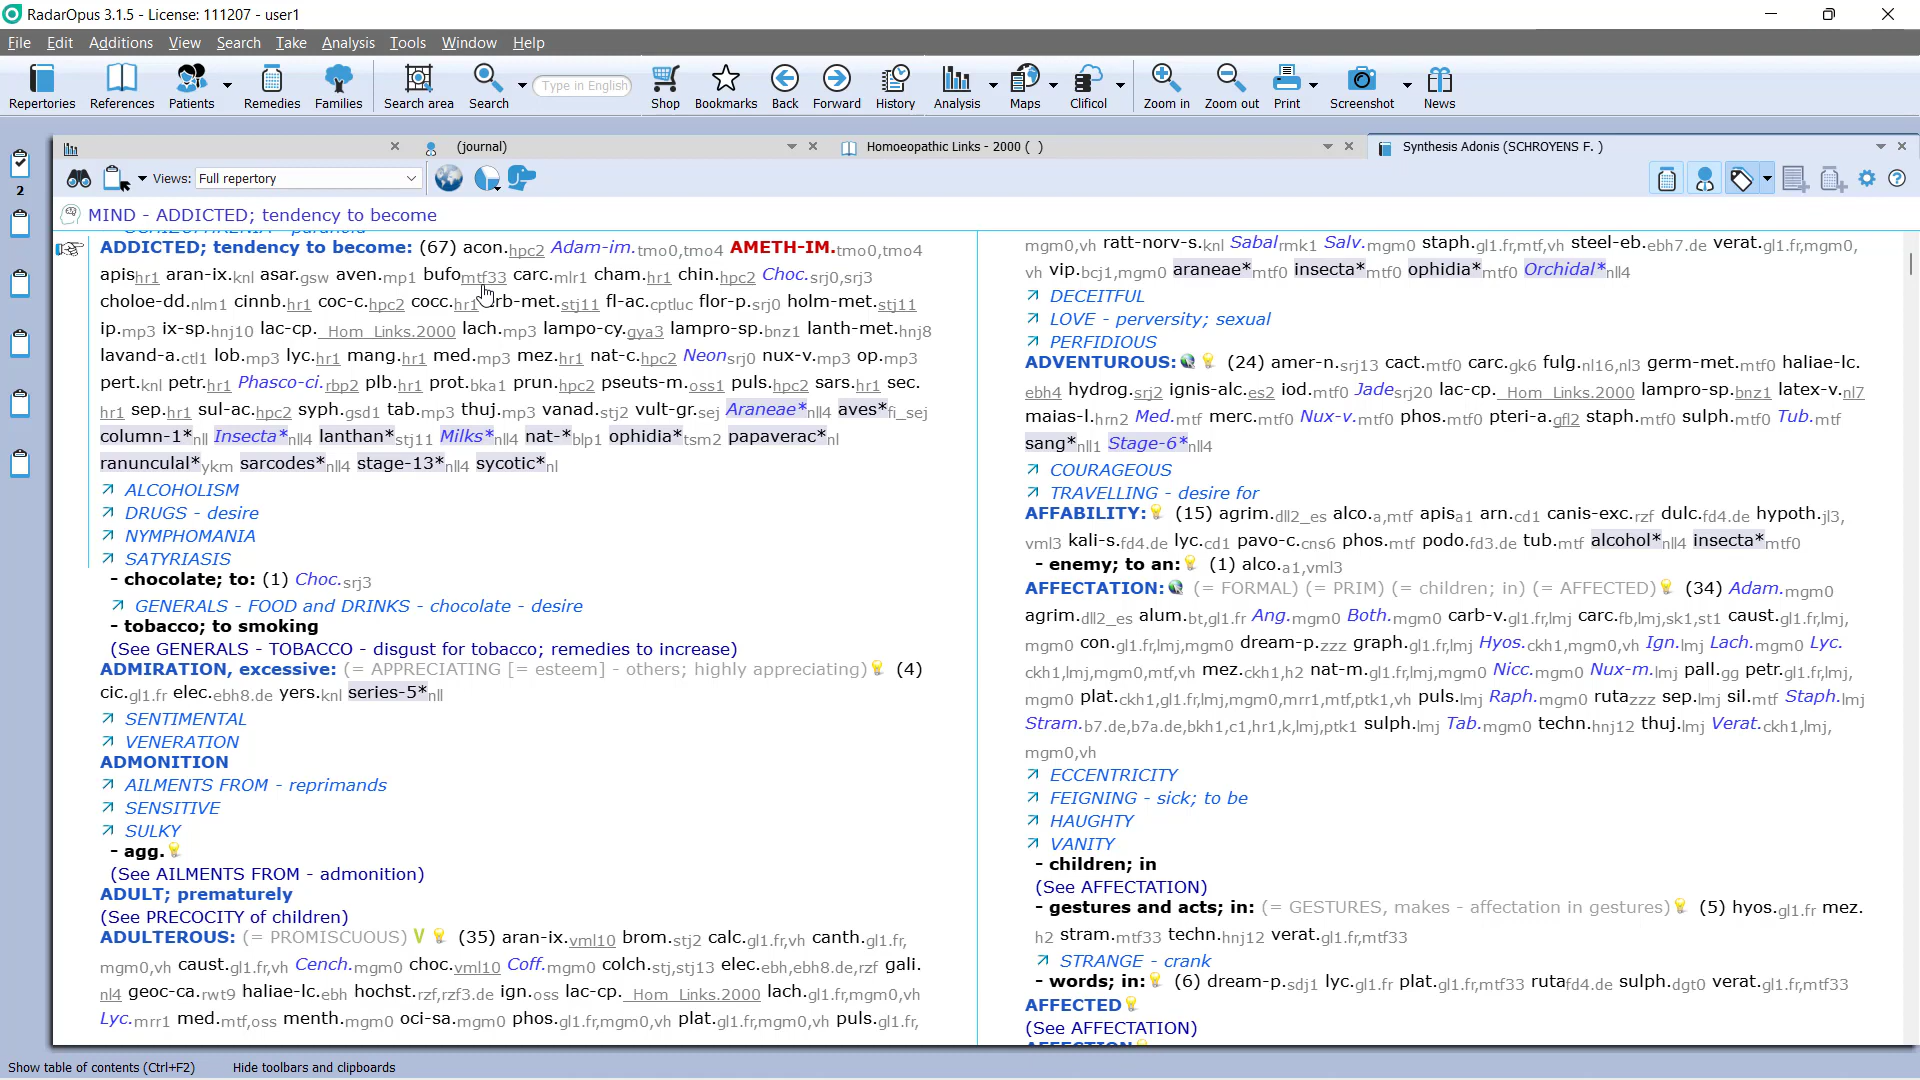 RadarOpus 3.1.5 - License: 111207 - user1
File Edit Additions View Search Take Analysis Tools Window Help
Repertories References Patients Remedies Families Search area Search Type in English Shop Bookmarks Back Forward History Analysis Maps Clificol Zoom in Zoom out Print Screenshot News
(journal) Homoeopathic Links - 2000 ( ) Synthesis Adonis (SCHROYENS F. )
2
Views: Full repertory
MIND - ADDICTED; tendency to become
SCHIZOPHRENIA - paranoid
ADDICTED; tendency to become: (67) acon.hpc2 Adam-im.tmo0,tmo4 AMETH-IM.tmo0,tmo4
apishr1 aran-ix.knl asar.gsw aven.mp1 bufomtf33 carc.mlr1 cham.hr1 chin.hpc2 Choc.srj0,srj3
choloe-dd.nlm1 cinnb.hr1 coc-c.hpc2 cocc.hr1 rb-met.stj11 fl-ac.cptluc flor-p.srj0 holm-met.stj11
ip.mp3 ix-sp.hnj10 lac-cp._Hom_Links.2000 lach.mp3 lampo-cy.gya3 lampro-sp.bnz1 lanth-met.hnj8
lavand-a.ctl1 lob.mp3 lyc.hr1 mang.hr1 med.mp3 mez.hr1 nat-c.hpc2 Neonsrj0 nux-v.mp3 op.mp3
pert.knl petr.hr1 Phasco-ci.rbp2 plb.hr1 prot.bka1 prun.hpc2 pseuts-m.oss1 puls.hpc2 sars.hr1 sec.
hr1 sep.hr1 sul-ac.hpc2 syph.gsd1 tab.mp3 thuj.mp3 vanad.stj2 vult-gr.sej Araneae*nll4 aves*fi_sej
column-1*nll Insecta*nll4 lanthan*stj11 Milks*nll4 nat-*blp1 ophidia*tsm2 papaverac*nl
ranunculal*ykm sarcodes*nll4 stage-13*nll4 sycotic*nl
ALCOHOLISM
DRUGS - desire
NYMPHOMANIA
SATYRIASIS
- chocolate; to: (1) Choc.srj3
GENERALS - FOOD and DRINKS - chocolate - desire
- tobacco; to smoking
(See GENERALS - TOBACCO - disgust for tobacco; remedies to increase)
ADMIRATION, excessive: (= APPRECIATING [= esteem] - others; highly appreciating) (4)
cic.gl1.fr elec.ebh8.de yers.knl series-5*nll
SENTIMENTAL
VENERATION
ADMONITION
AILMENTS FROM - reprimands
SENSITIVE
SULKY
- agg.
(See AILMENTS FROM - admonition)
ADULT; prematurely
(See PRECOCITY of children)
ADULTEROUS: (= PROMISCUOUS) V (35) aran-ix.vml10 brom.stj2 calc.gl1.fr,vh canth.gl1.fr,
mgm0,vh caust.gl1.fr,vh Cench.mgm0 choc.vml10 Coff.mgm0 colch.stj,stj13 elec.ebh,ebh8.de,rzf gali.
nl4 geoc-ca.rwt9 haliae-lc.ebh hochst.rzf,rzf3.de ign.oss lac-cp._Hom_Links.2000 lach.gl1.fr,mgm0,vh
Lyc.mrr1 med.mtf,oss menth.mgm0 oci-sa.mgm0 phos.gl1.fr,mgm0,vh plat.gl1.fr,mgm0,vh puls.gl1.fr,
mgm0,vh ratt-norv-s.knl Sabalrmk1 Salv.mgm0 staph.gl1.fr,mtf,vh steel-eb.ebh7.de verat.gl1.fr,mgm0,
vh vip.bcj1,mgm0 araneae*mtf0 insecta*mtf0 ophidia*mtf0 Orchidal*nll4
DECEITFUL
LOVE - perversity; sexual
PERFIDIOUS
ADVENTUROUS: (24) amer-n.srj13 cact.mtf0 carc.gk6 fulg.nl16,nl3 germ-met.mtf0 haliae-lc.
ebh4 hydrog.srj2 ignis-alc.es2 iod.mtf0 Jadesrj20 lac-cp._Hom_Links.2000 lampro-sp.bnz1 latex-v.nl7
maias-l.hrn2 Med.mtf merc.mtf0 Nux-v.mtf0 phos.mtf0 pteri-a.gfl2 staph.mtf0 sulph.mtf0 Tub.mtf
sang*nll1 Stage-6*nll4
COURAGEOUS
TRAVELLING - desire for
AFFABILITY: (15) agrim.dll2_es alco.a,mtf apisa1 arn.cd1 canis-exc.rzf dulc.fd4.de hypoth.jl3,
vml3 kali-s.fd4.de lyc.cd1 pavo-c.cns6 phos.mtf podo.fd3.de tub.mtf alcohol*nll4 insecta*mtf0
- enemy; to an: (1) alco.a1,vml3
AFFECTATION: (= FORMAL) (= PRIM) (= children; in) (= AFFECTED) (34) Adam.mgm0
agrim.dll2_es alum.bt,gl1.fr Ang.mgm0 Both.mgm0 carb-v.gl1.fr,lmj carc.fb,lmj,sk1,st1 caust.gl1.fr,lmj,
mgm0 con.gl1.fr,lmj,mgm0 dream-p.zzz graph.gl1.fr,lmj Hyos.ckh1,mgm0,vh Ign.lmj Lach.mgm0 Lyc.
ckh1,lmj,mgm0,mtf,vh mez.ckh1,h2 nat-m.gl1.fr,lmj,mgm0 Nicc.mgm0 Nux-m.lmj pall.gg petr.gl1.fr,lmj,
mgm0 plat.ckh1,gl1.fr,lmj,mgm0,mrr1,mtf,ptk1,vh puls.lmj Raph.mgm0 rutazzz sep.lmj sil.mtf Staph.lmj
Stram.b7.de,b7a.de,bkh1,c1,hr1,k,lmj,ptk1 sulph.lmj Tab.mgm0 techn.hnj12 thuj.lmj Verat.ckh1,lmj,
mgm0,vh
ECCENTRICITY
FEIGNING - sick; to be
HAUGHTY
VANITY
- children; in
(See AFFECTATION)
- gestures and acts; in: (= GESTURES, makes - affectation in gestures) (5) hyos.gl1.fr mez.
h2 stram.mtf33 techn.hnj12 verat.gl1.fr,mtf33
STRANGE - crank
- words; in: (6) dream-p.sdj1 lyc.gl1.fr plat.gl1.fr,mtf33 rutafd4.de sulph.dgt0 verat.gl1.fr,mtf33
AFFECTED
(See AFFECTATION)
AFFECTION
Show table of contents (Ctrl+F2) Hide toolbars and clipboards